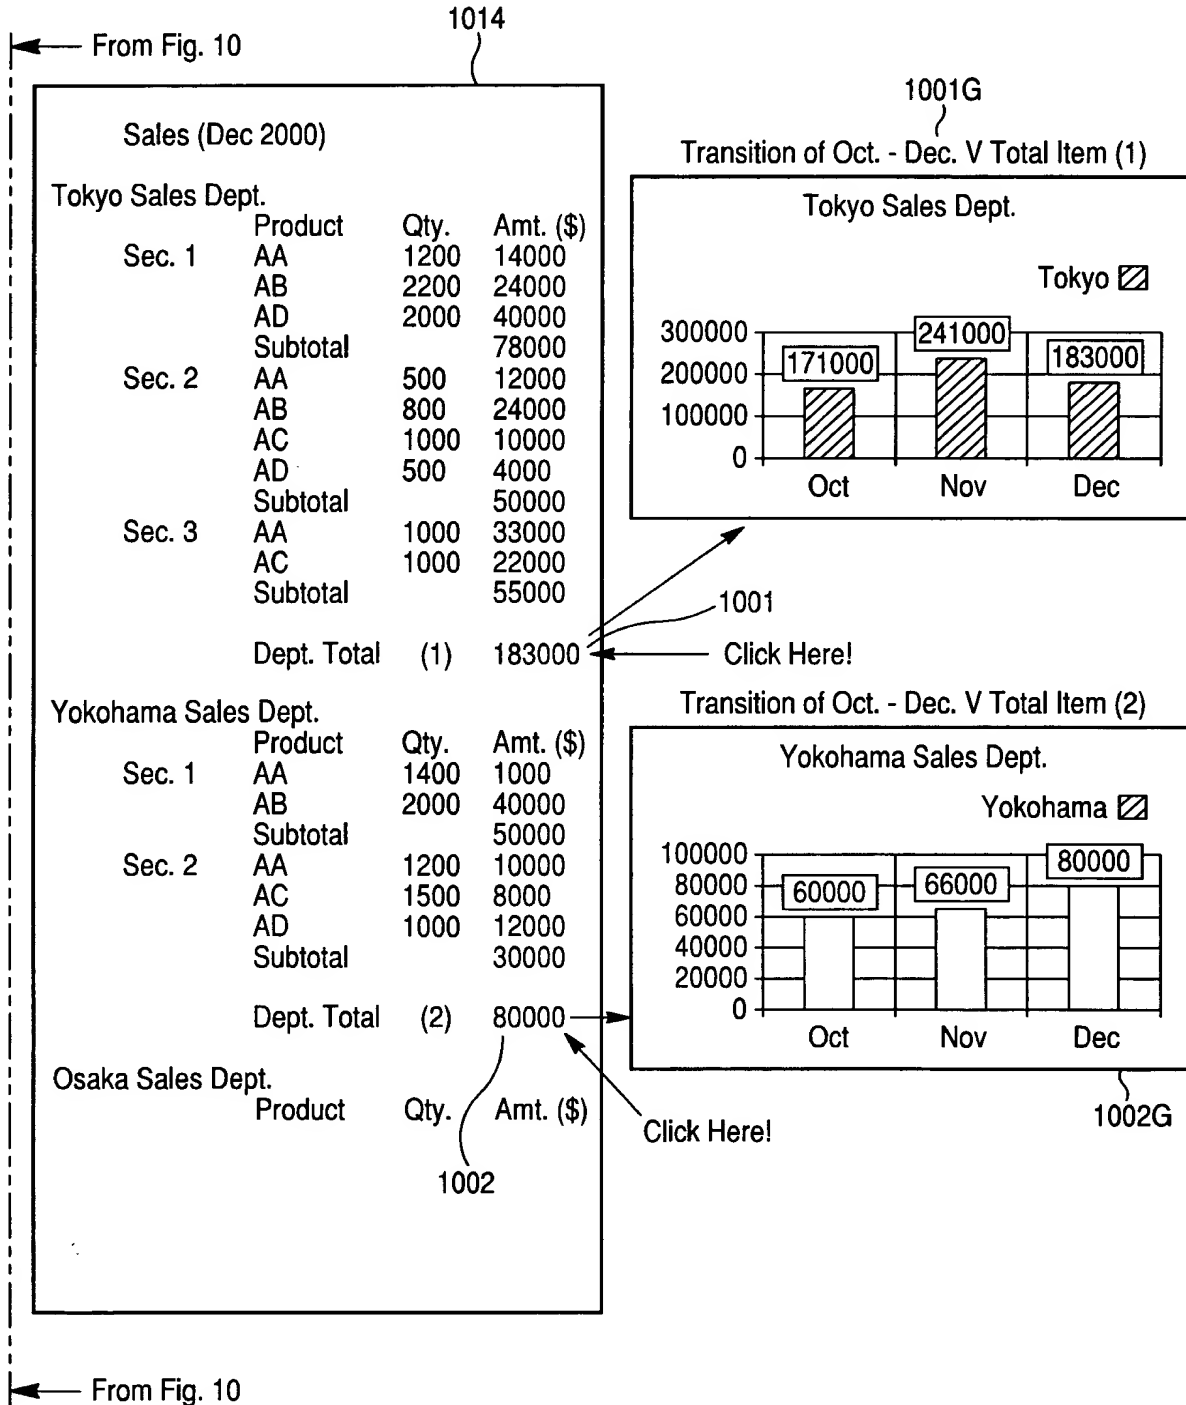 1014
From Fig. 10
Sales (Dec 2000)
Tokyo Sales Dept.
Product Qty. Amt. ($)
Sec. 1 AA 1200 14000
AB 2200 24000
AD 2000 40000
Subtotal 78000
Sec. 2 AA 500 12000
AB 800 24000
AC 1000 10000
AD 500 4000
Subtotal 50000
Sec. 3 AA 1000 33000
AC 1000 22000
Subtotal 55000
Dept. Total (1) 183000
1001
Click Here!
Yokohama Sales Dept.
Product Qty. Amt. ($)
Sec. 1 AA 1400 1000
AB 2000 40000
Subtotal 50000
Sec. 2 AA 1200 10000
AC 1500 8000
AD 1000 12000
Subtotal 30000
Dept. Total (2) 80000
Osaka Sales Dept.
Product Qty. Amt. ($)
Click Here!
1002
1001G
Transition of Oct. - Dec. V Total Item (1)
Tokyo Sales Dept.
Tokyo
300000
200000
100000
0
171000
241000
183000
Oct Nov Dec
Transition of Oct. - Dec. V Total Item (2)
Yokohama Sales Dept.
Yokohama
100000
80000
60000
40000
20000
0
60000
66000
80000
Oct Nov Dec
1002G
From Fig. 10